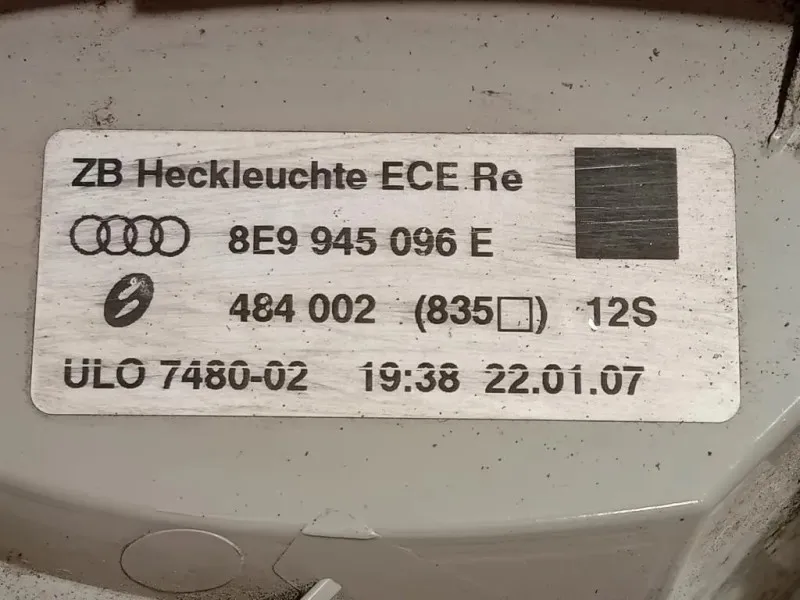 ZB Heckleuchte ECE Re
8E9 945 096 E
484 002 (835□) 12S
ULO 7480-02 19:38 22.01.07